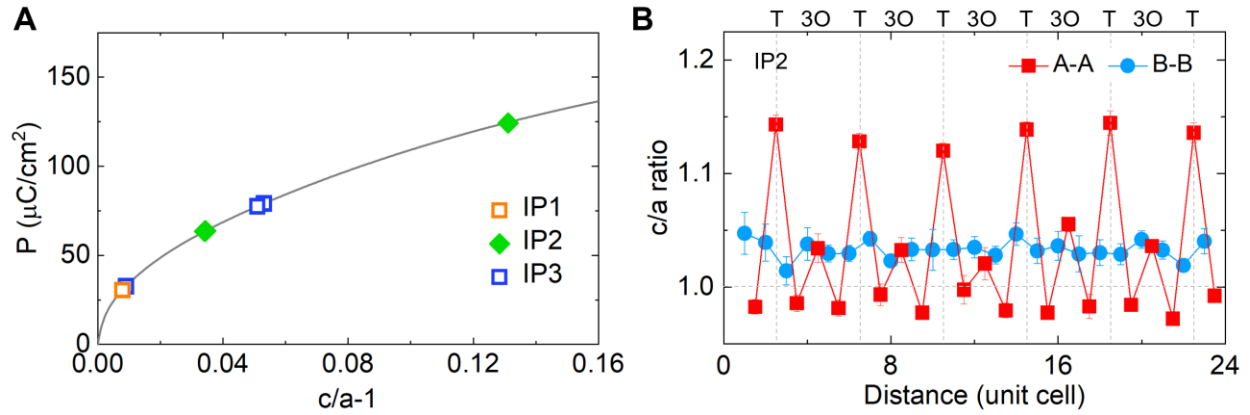 A
P (μC/cm²)
150
100
50
0
0.00 0.04 0.08 0.12 0.16
c/a-1
IP1
IP2
IP3
B
T 3O T 3O T 3O T 3O T 3O T
IP2
A-A
B-B
c/a ratio
1.2
1.1
1.0
0 8 16 24
Distance (unit cell)